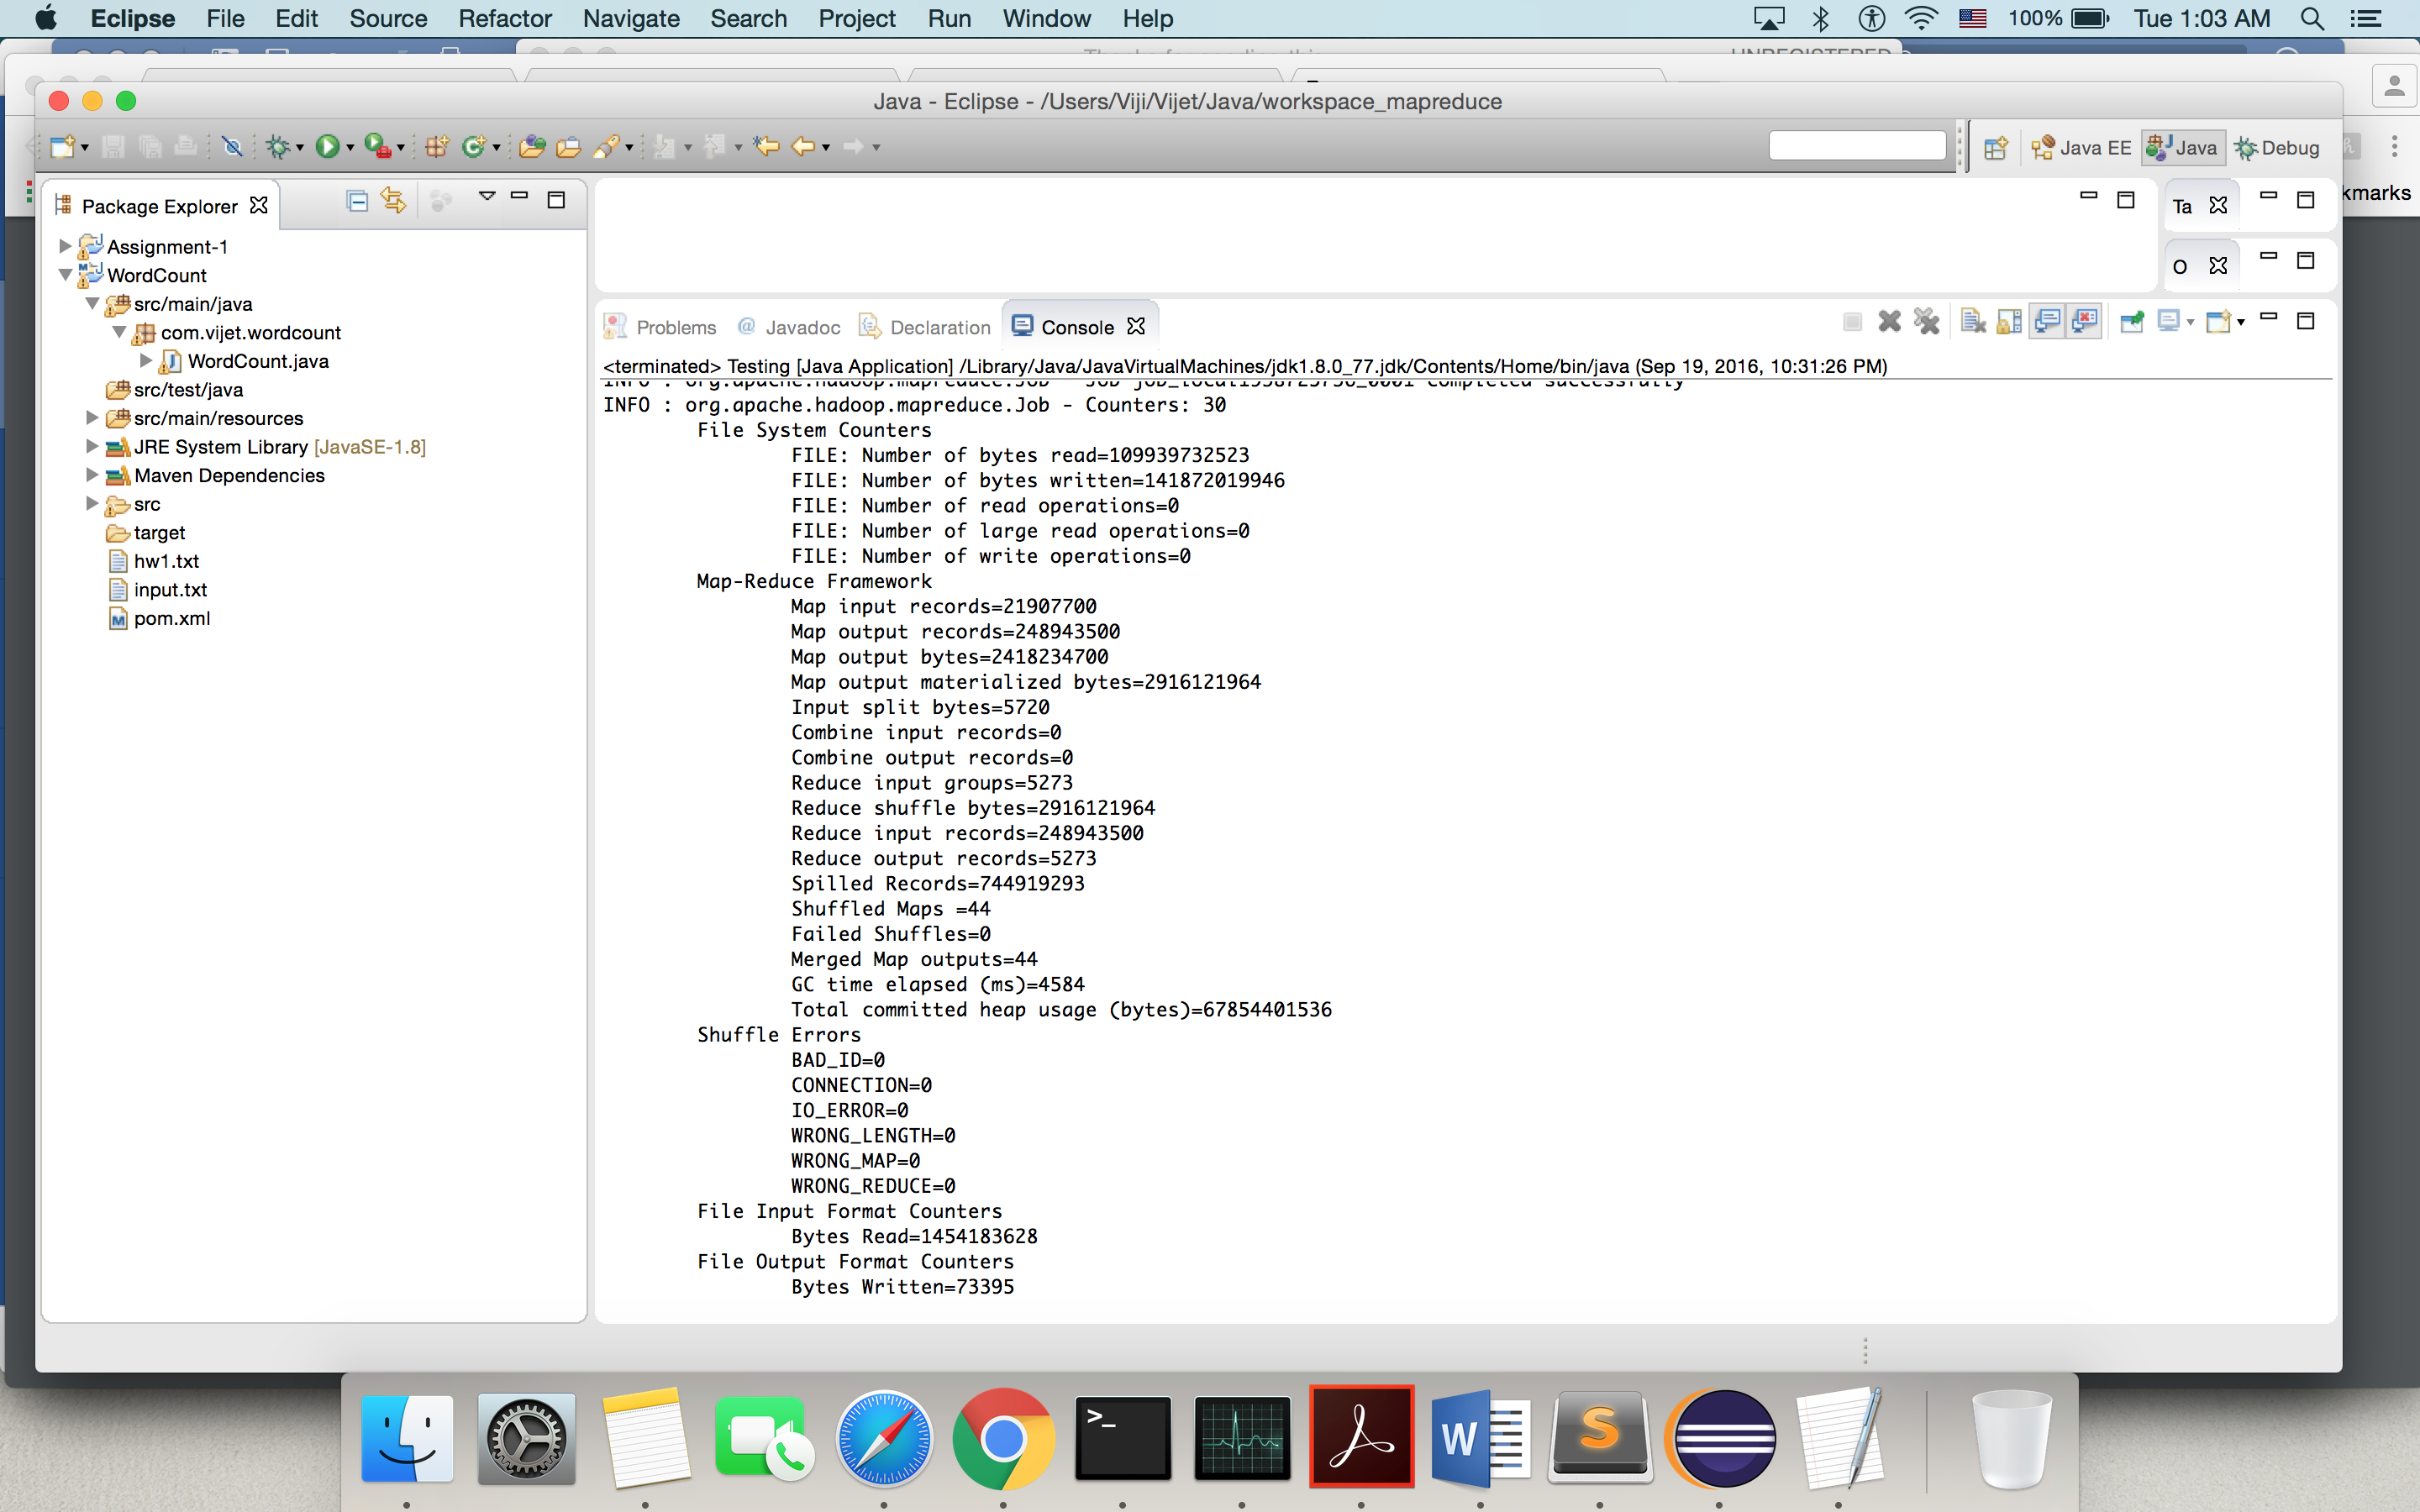 Eclipse File Edit Source Refactor Navigate Search Project Run Window Help 100% Tue 1:03 AM
Java - Eclipse - /Users/Viji/Vijet/Java/workspace_mapreduce
Java EE Java Debug
kmarks
Package Explorer
Ta
O
Assignment-1
WordCount
src/main/java
com.vijet.wordcount
WordCount.java
src/test/java
src/main/resources
JRE System Library [JavaSE-1.8]
Maven Dependencies
src
target
hw1.txt
input.txt
pom.xml
Problems Javadoc Declaration Console
<terminated> Testing [Java Application] /Library/Java/JavaVirtualMachines/jdk1.8.0_77.jdk/Contents/Home/bin/java (Sep 19, 2016, 10:31:26 PM)
INFO : org.apache.hadoop.mapreduce.Job - Job completed successfully
INFO : org.apache.hadoop.mapreduce.Job - Counters: 30
File System Counters
FILE: Number of bytes read=109939732523
FILE: Number of bytes written=141872019946
FILE: Number of read operations=0
FILE: Number of large read operations=0
FILE: Number of write operations=0
Map-Reduce Framework
Map input records=21907700
Map output records=248943500
Map output bytes=2418234700
Map output materialized bytes=2916121964
Input split bytes=5720
Combine input records=0
Combine output records=0
Reduce input groups=5273
Reduce shuffle bytes=2916121964
Reduce input records=248943500
Reduce output records=5273
Spilled Records=744919293
Shuffled Maps =44
Failed Shuffles=0
Merged Map outputs=44
GC time elapsed (ms)=4584
Total committed heap usage (bytes)=67854401536
Shuffle Errors
BAD_ID=0
CONNECTION=0
IO_ERROR=0
WRONG_LENGTH=0
WRONG_MAP=0
WRONG_REDUCE=0
File Input Format Counters
Bytes Read=1454183628
File Output Format Counters
Bytes Written=73395